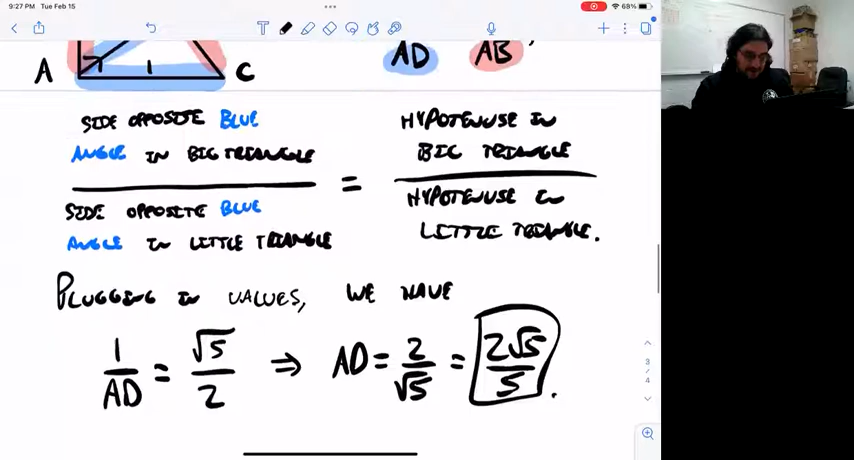 9:27 PM Tue Feb 15
69%
AD AB
A 1 C
SIDE OPPOSITE BLUE
ANGLE IN BIG TRIANGLE
SIDE OPPOSITE BLUE
ANGLE IN LITTLE TRIANGLE
=
HYPOTENUSE IN
BIG TRIANGLE
HYPOTENUSE IN
LITTLE TRIANGLE.
PLUGGING IN VALUES, WE HAVE
1/AD = √5/2 ⇒ AD = 2/√5 = 2√5/5.
3/4